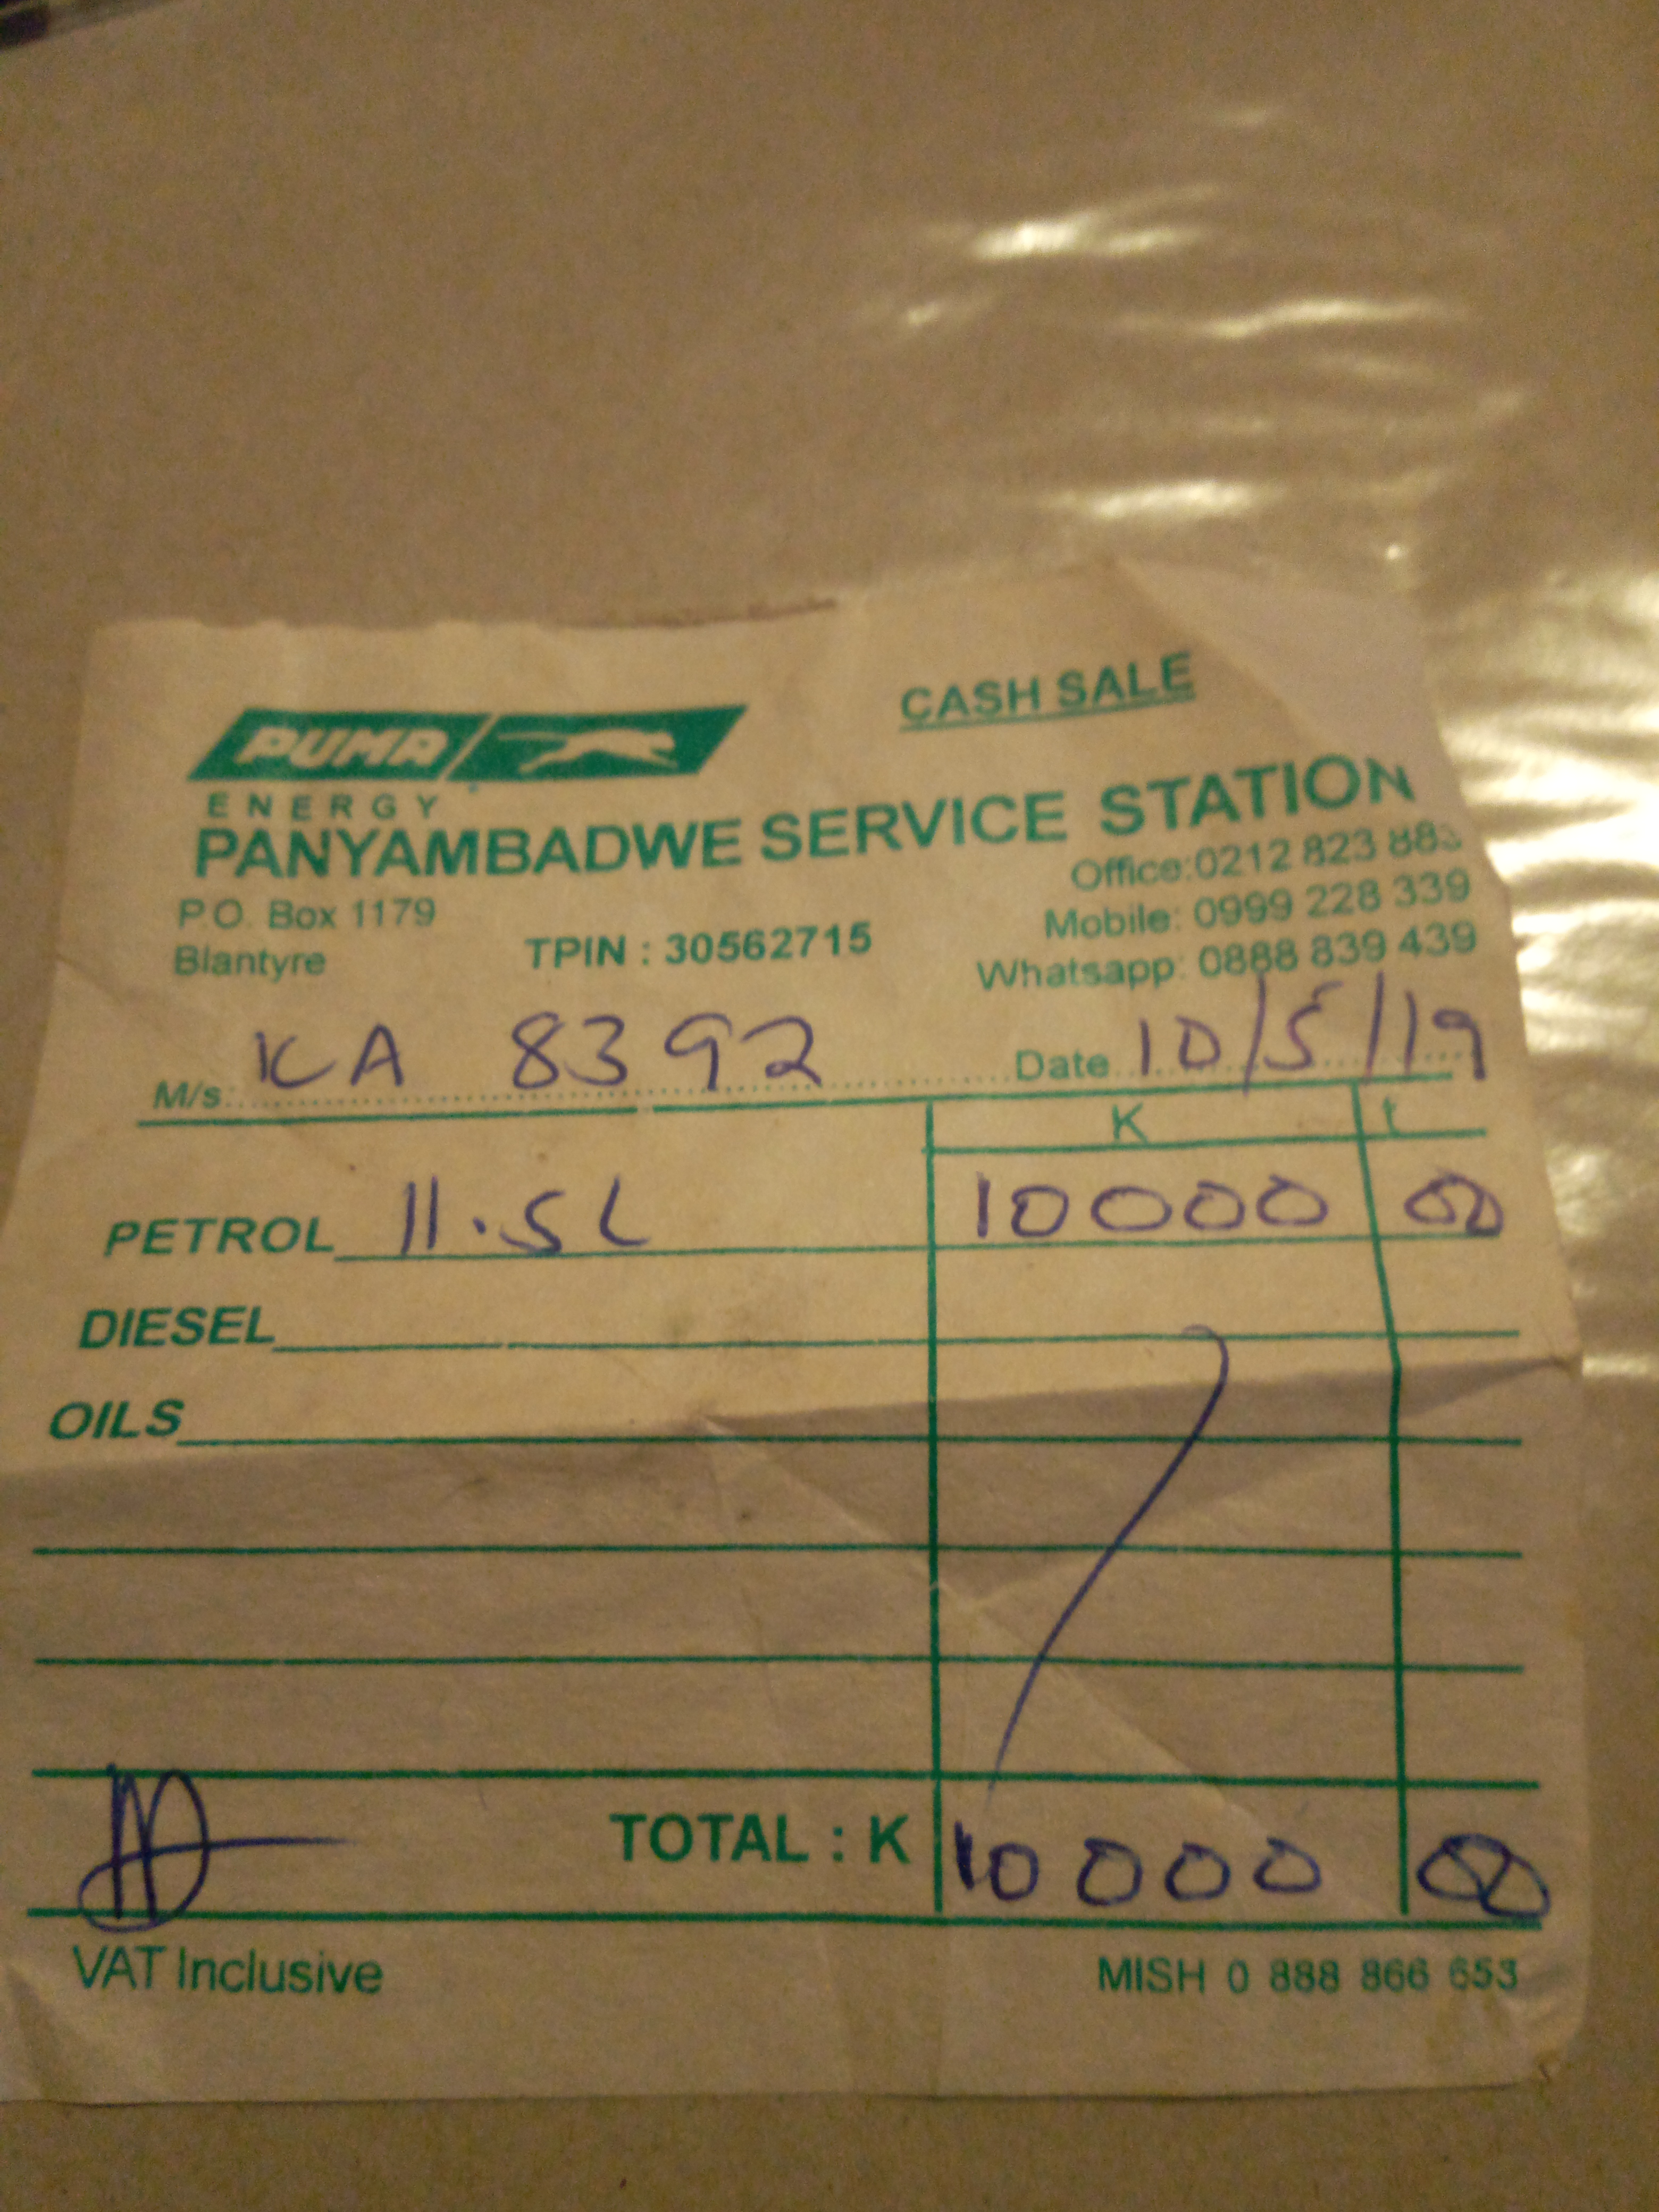 CASH SALE
PUMA
ENERGY
PANYAMBADWE SERVICE STATION
P.O. Box 1179
Blantyre
TPIN : 30562715
Office:0212 823 883
Mobile: 0999 228 339
Whatsapp: 0888 839 439
M/s: KA 8392 Date 10/5/19
K t
PETROL 11.5L 10000 00
DIESEL
OILS
TOTAL : K 10000 00
VAT Inclusive
MISH 0 888 866 653